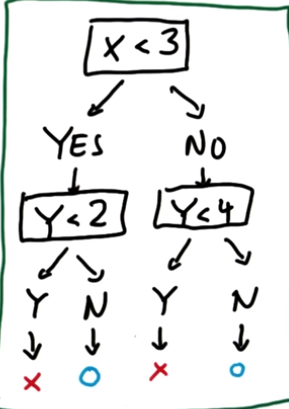 X < 3
YES NO
Y < 2 Y < 4
Y N Y N
x o x o